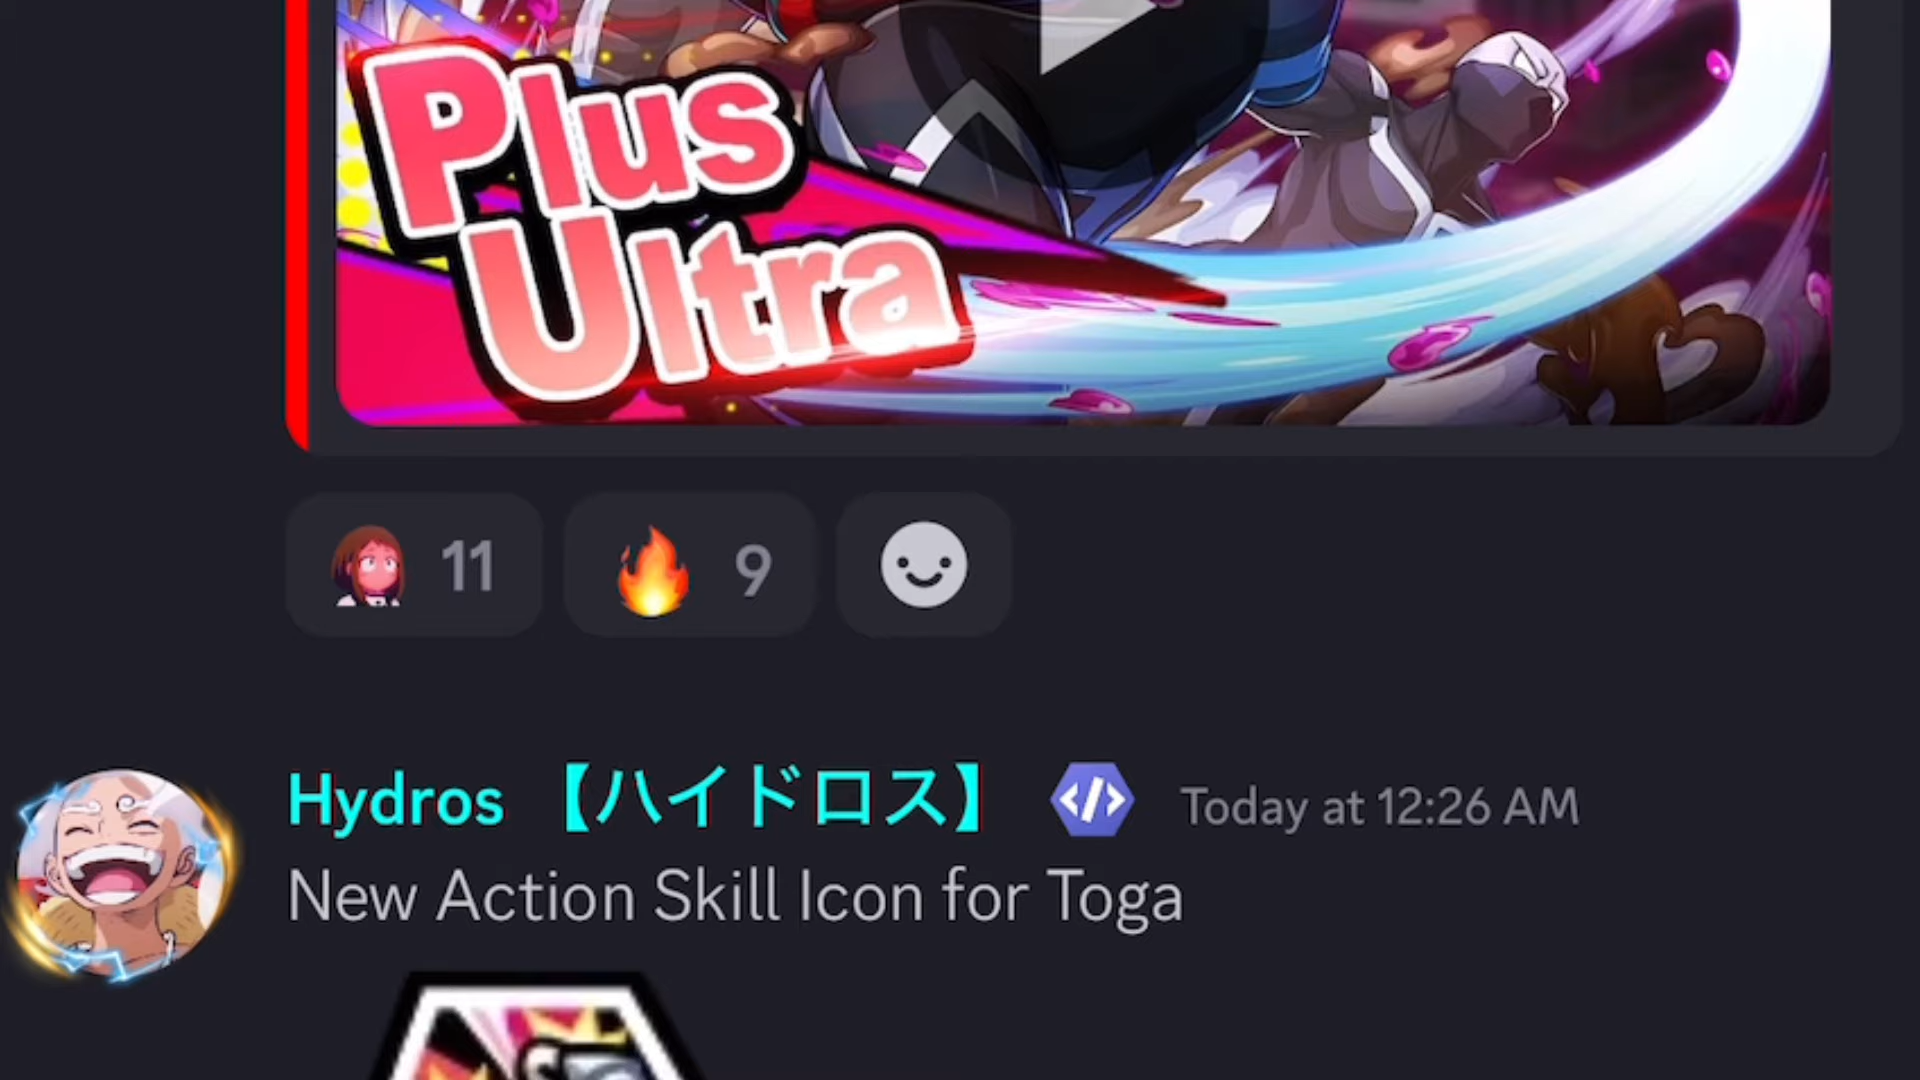 Plus
Ultra
11
9
Hydros 【ハイドロス】 Today at 12:26 AM
New Action Skill Icon for Toga